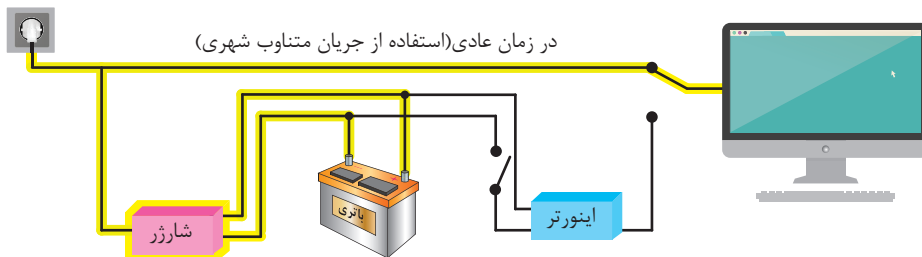 در زمان عادی(استفاده از جریان متناوب شهری)
باتری
اینورتر
شارژر